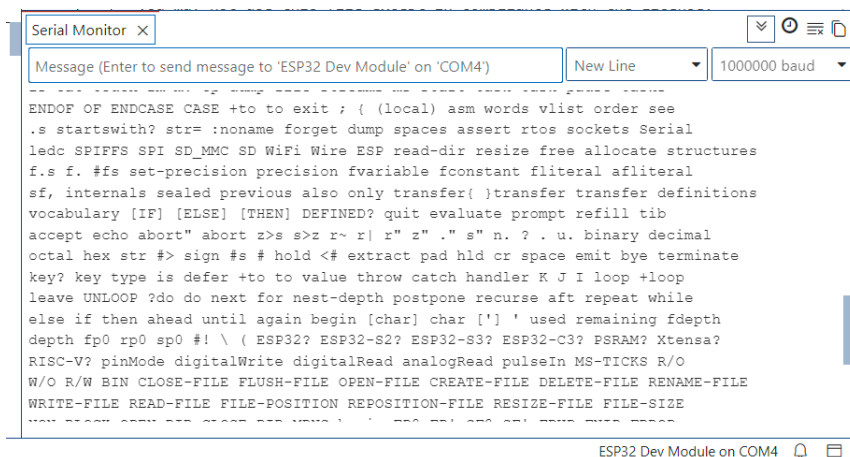 Serial Monitor ×
Message (Enter to send message to 'ESP32 Dev Module' on 'COM4')
New Line
1000000 baud
ENDOF OF ENDCASE CASE +to to exit ; { (local) asm words vlist order see
.s startswith? str= :noname forget dump spaces assert rtos sockets Serial
ledc SPIFFS SPI SD_MMC SD WiFi Wire ESP read-dir resize free allocate structures
f.s f. #fs set-precision precision fvariable fconstant fliteral afliteral
sf, internals sealed previous also only transfer{ }transfer transfer definitions
vocabulary [IF] [ELSE] [THEN] DEFINED? quit evaluate prompt refill tib
accept echo abort" abort z>s s>z r~ r| r" z" ." s" n. ? . u. binary decimal
octal hex str #> sign #s # hold <# extract pad hld cr space emit bye terminate
key? key type is defer +to to value throw catch handler K J I loop +loop
leave UNLOOP ?do do next for nest-depth postpone recurse aft repeat while
else if then ahead until again begin [char] char ['] ' used remaining fdepth
depth fp0 rp0 sp0 #! \ ( ESP32? ESP32-S2? ESP32-S3? ESP32-C3? PSRAM? Xtensa?
RISC-V? pinMode digitalWrite digitalRead analogRead pulseIn MS-TICKS R/O
W/O R/W BIN CLOSE-FILE FLUSH-FILE OPEN-FILE CREATE-FILE DELETE-FILE RENAME-FILE
WRITE-FILE READ-FILE FILE-POSITION REPOSITION-FILE RESIZE-FILE FILE-SIZE
ESP32 Dev Module on COM4